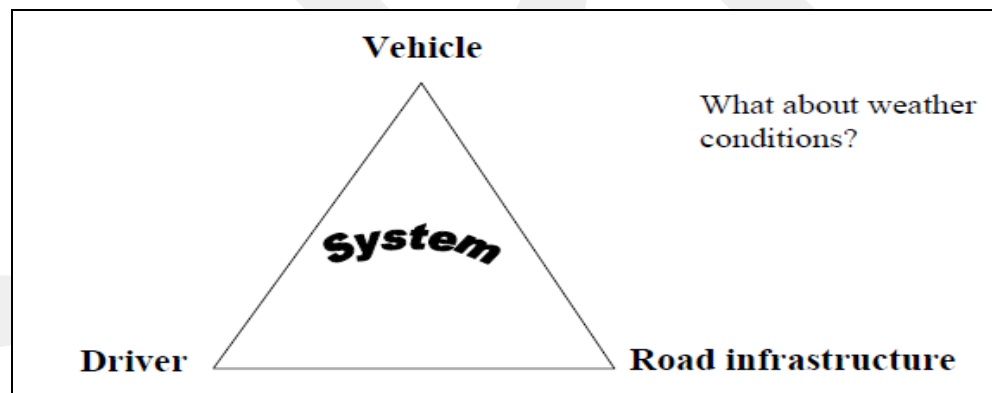 Vehicle
What about weather
conditions?
System
Driver
Road infrastructure